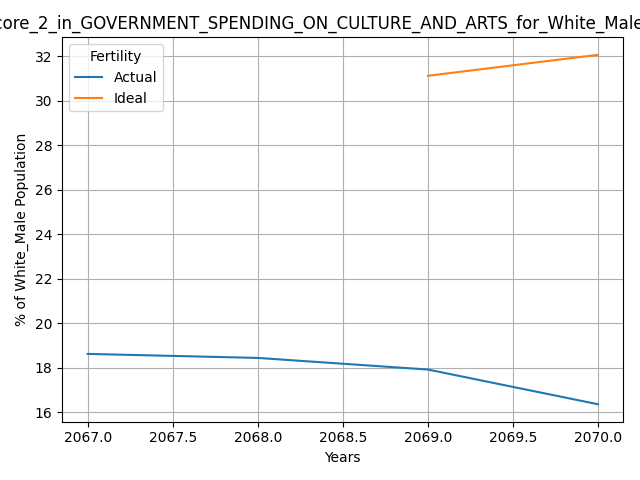 core_2_in_GOVERNMENT_SPENDING_ON_CULTURE_AND_ARTS_for_White_Male
Fertility
Actual
Ideal
% of White_Male Population
32
30
28
26
24
22
20
18
16
2067.0 2067.5 2068.0 2068.5 2069.0 2069.5 2070.0
Years